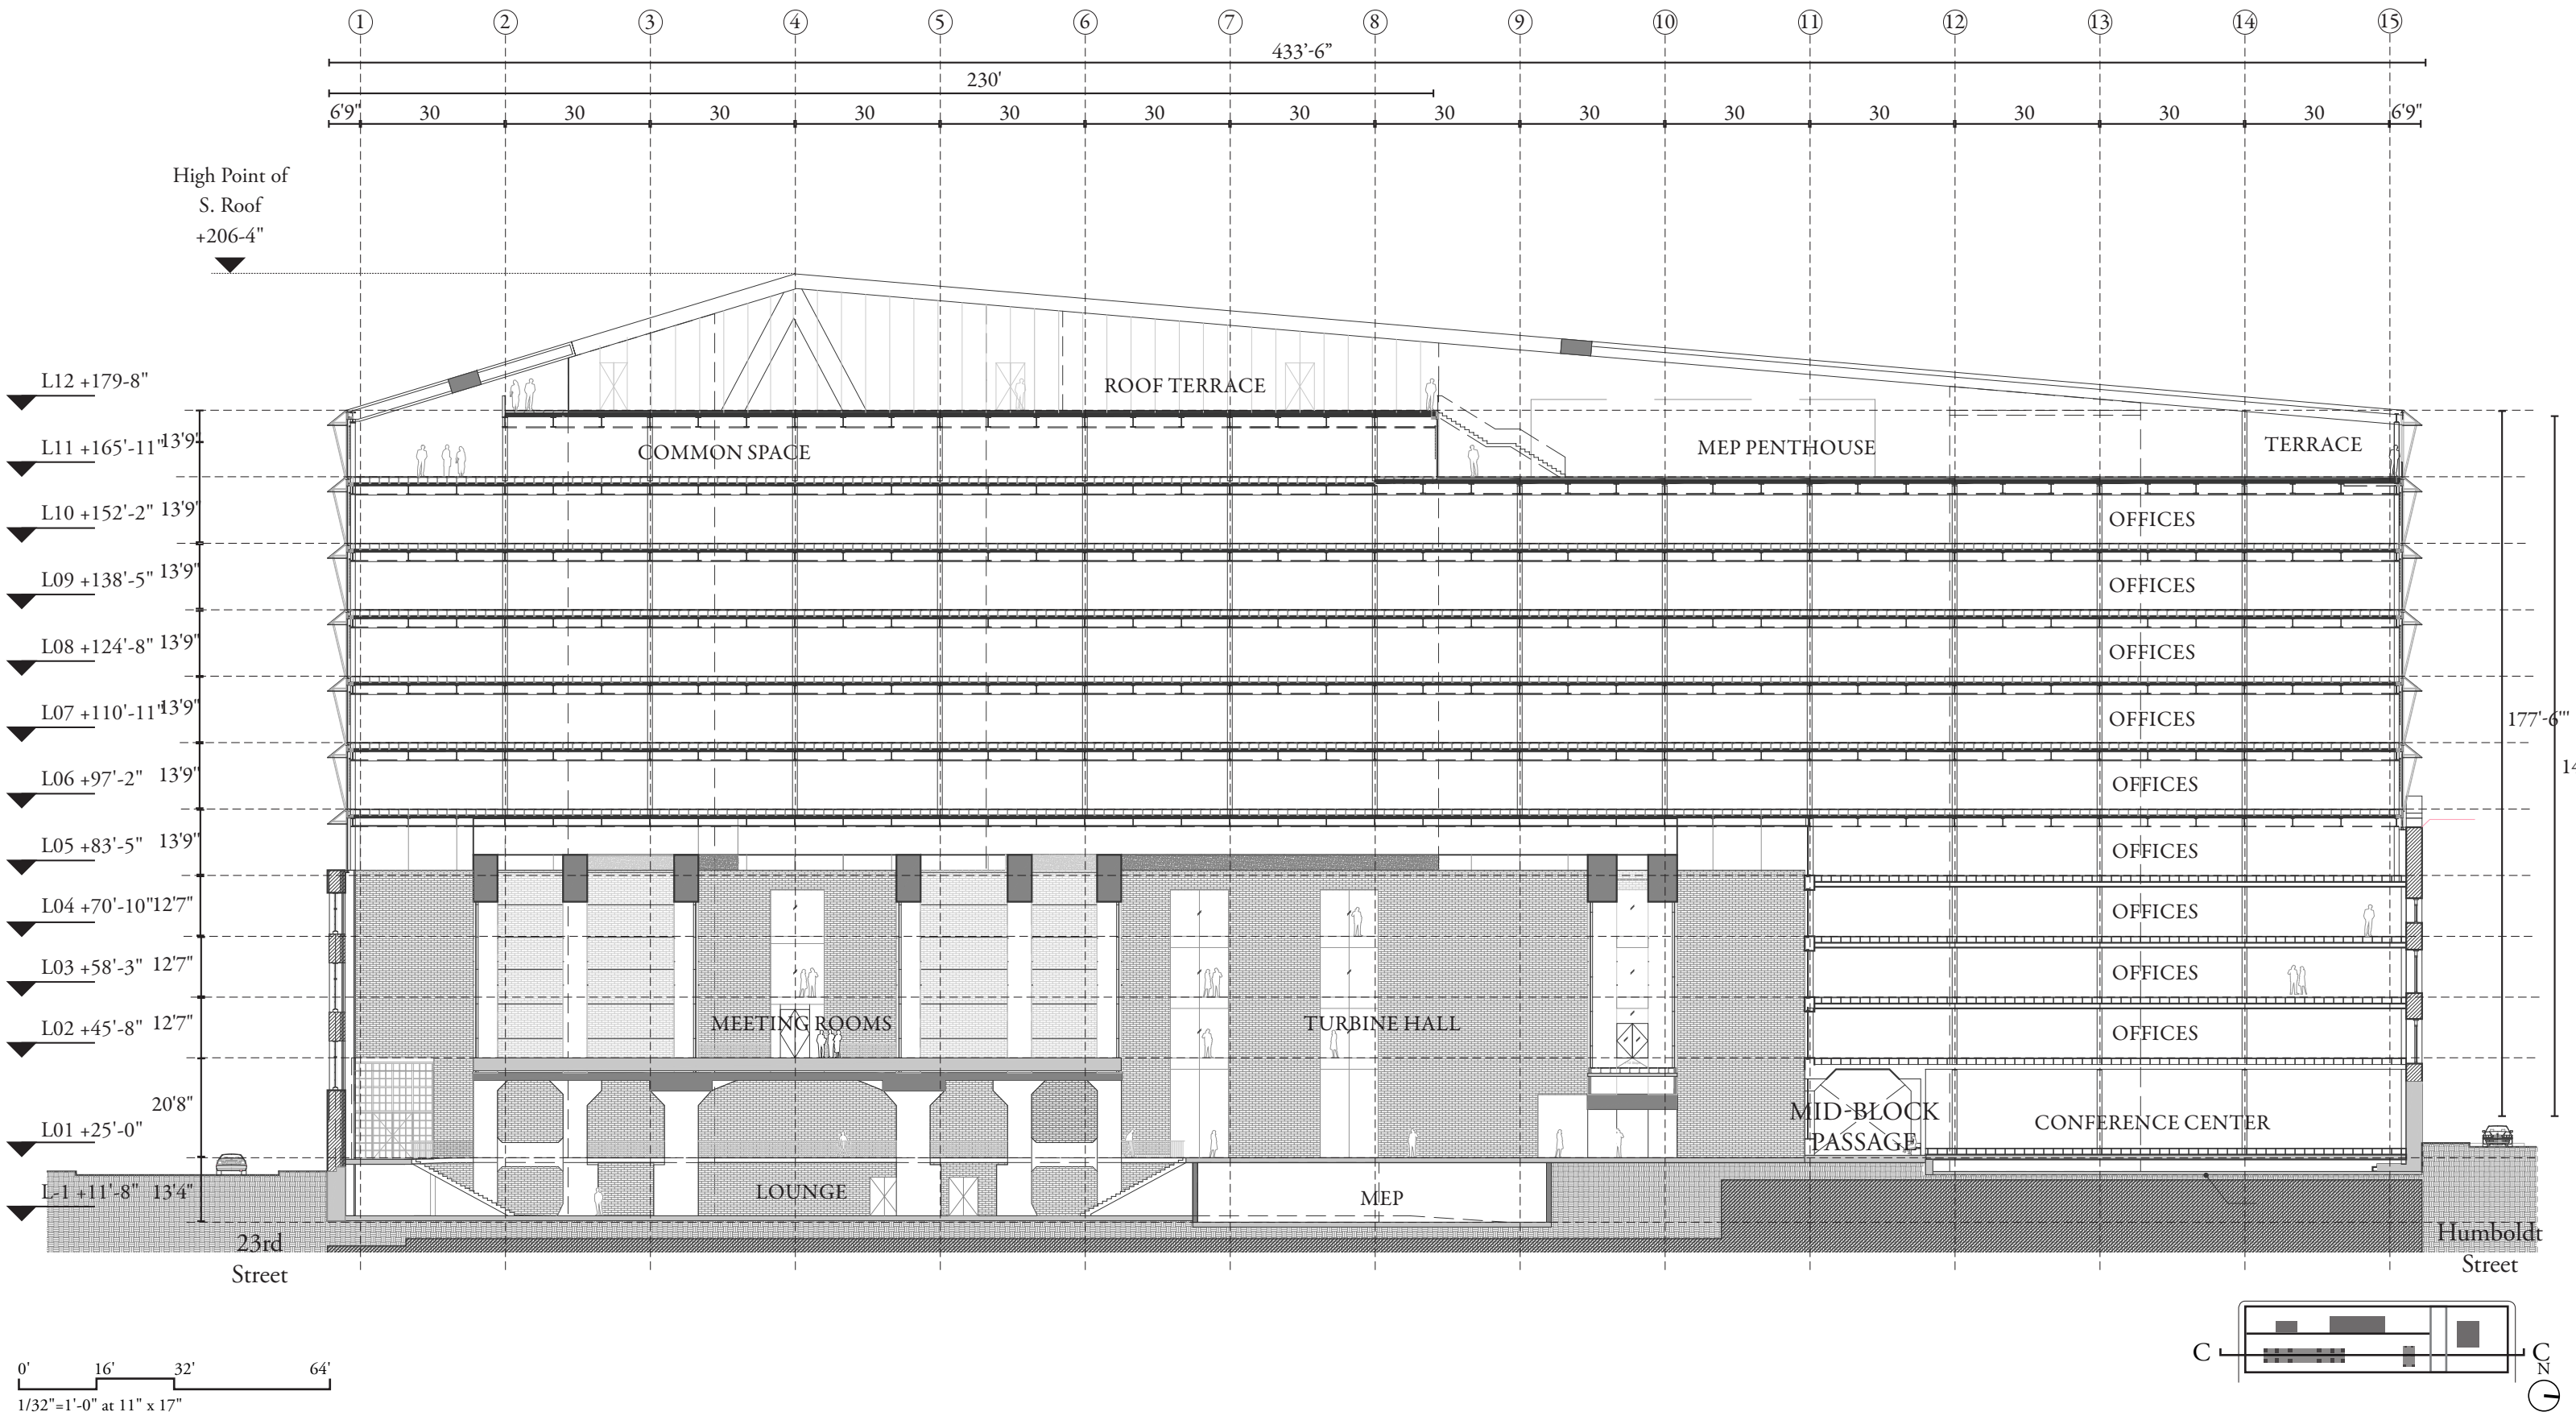 1 2 3 4 5 6 7 8 9 10 11 12 13 14 15
433'-6"
230'
6'9" 30 30 30 30 30 30 30 30 30 30 30 30 30 30 6'9"
High Point of
S. Roof
+206-4"
L12 +179-8"
ROOF TERRACE
L11 +165'-11" 13'9"
COMMON SPACE
MEP PENTHOUSE
TERRACE
L10 +152'-2" 13'9"
OFFICES
L09 +138'-5" 13'9"
OFFICES
L08 +124'-8" 13'9"
OFFICES
L07 +110'-11" 13'9"
OFFICES
177'-6'"
L06 +97'-2" 13'9"
OFFICES
14
L05 +83'-5" 13'9"
OFFICES
L04 +70'-10" 12'7"
OFFICES
L03 +58'-3" 12'7"
OFFICES
L02 +45'-8" 12'7"
MEETING ROOMS
TURBINE HALL
OFFICES
20'8"
MID-BLOCK
PASSAGE
CONFERENCE CENTER
L01 +25'-0"
L-1 +11'-8" 13'4"
LOUNGE
MEP
23rd
Street
Humboldt
Street
0' 16' 32' 64'
1/32"=1'-0" at 11" x 17"
C C
N